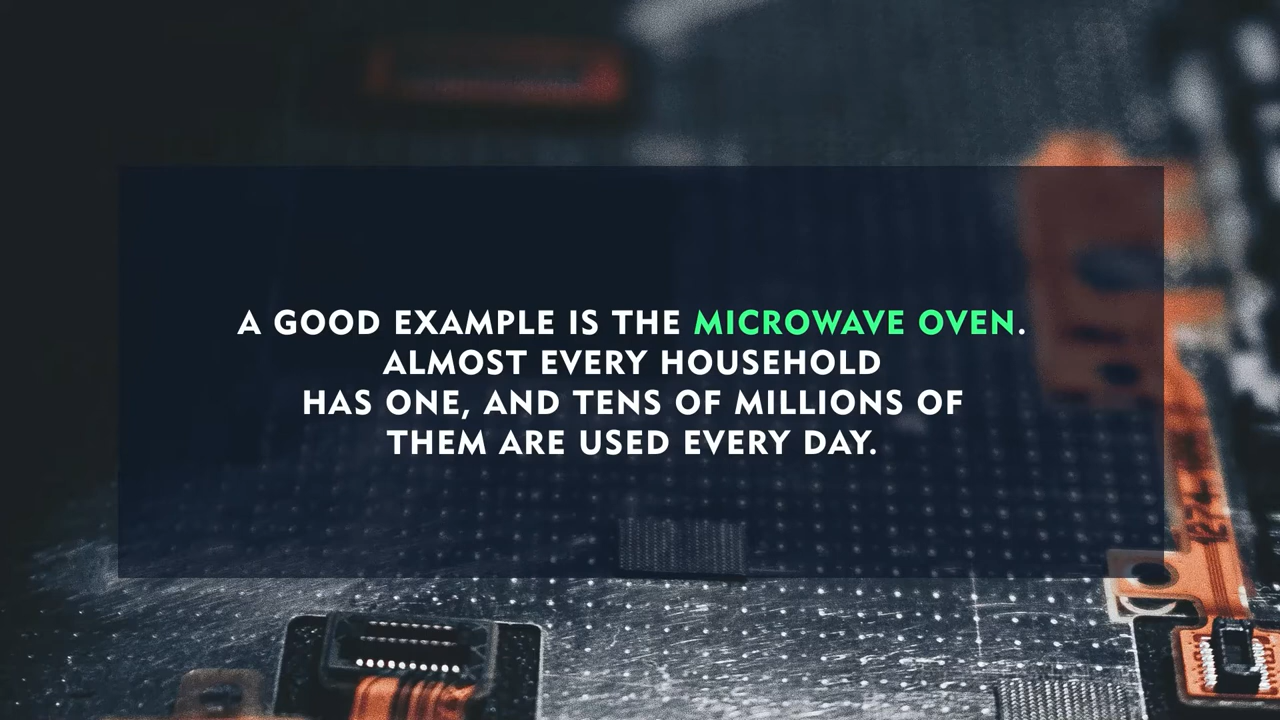 A GOOD EXAMPLE IS THE MICROWAVE OVEN.
ALMOST EVERY HOUSEHOLD
HAS ONE, AND TENS OF MILLIONS OF
THEM ARE USED EVERY DAY.
1274